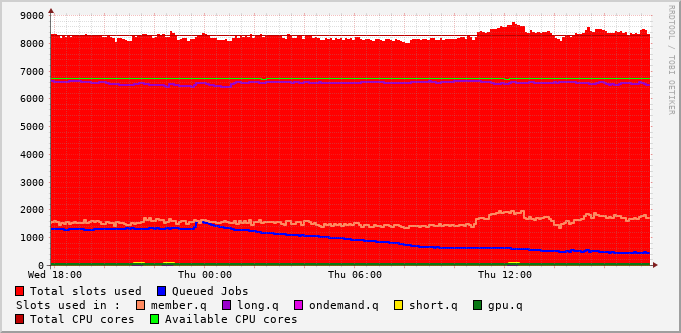 RRDTOOL / TOBI OETIKER
9000
8000
7000
6000
5000
4000
3000
2000
1000
0
Wed 18:00 Thu 00:00 Thu 06:00 Thu 12:00
Total slots used Queued Jobs
Slots used in : member.q long.q ondemand.q short.q gpu.q
Total CPU cores Available CPU cores